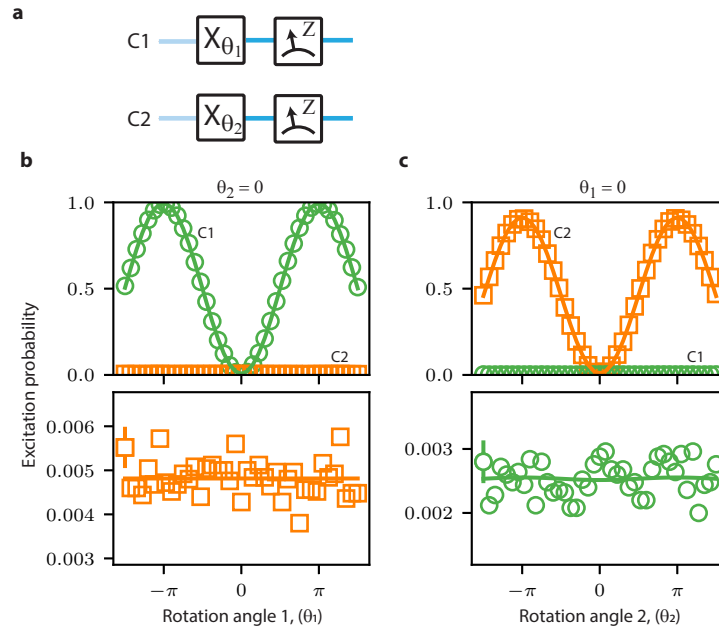 a
C1 X_θ₁ Z
C2 X_θ₂ Z
b
θ₂ = 0
c
θ₁ = 0
Excitation probability
1.0
0.5
0.0
C1
C2
1.0
0.5
0.0
C2
C1
0.006
0.005
0.004
0.003
0.003
0.002
−π 0 π
−π 0 π
Rotation angle 1, (θ₁)
Rotation angle 2, (θ₂)